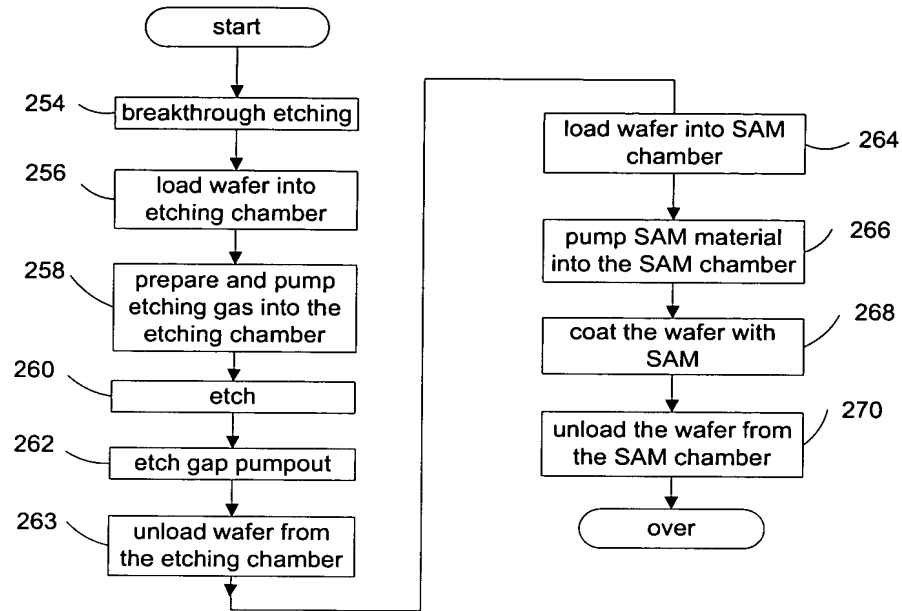 start
254
breakthrough etching
256
load wafer into
etching chamber
258
prepare and pump
etching gas into the
etching chamber
260
etch
262
etch gap pumpout
263
unload wafer from
the etching chamber
load wafer into SAM
chamber
264
pump SAM material
into the SAM chamber
266
coat the wafer with
SAM
268
unload the wafer from
the SAM chamber
270
over